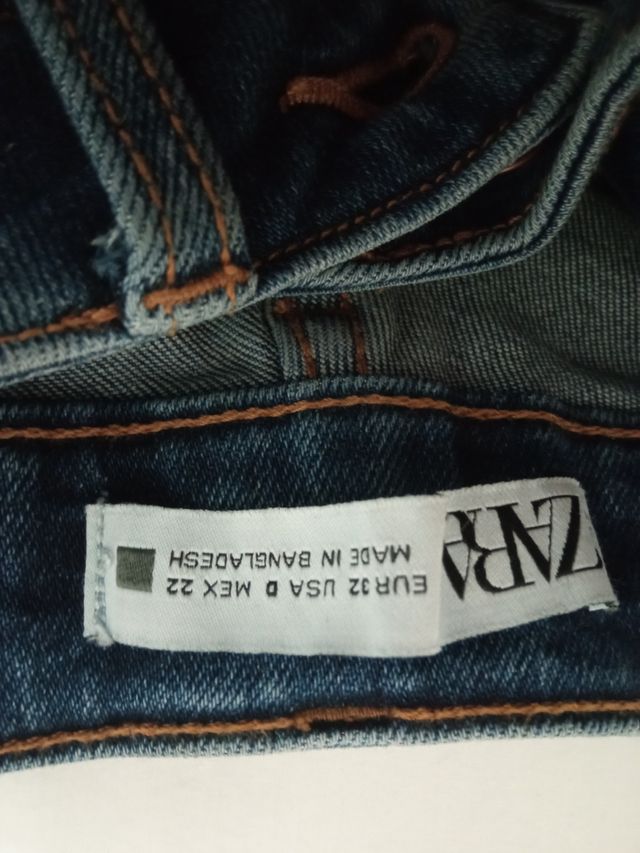 ZARA
EUR 32 USA 0 MEX 22
MADE IN BANGLADESH